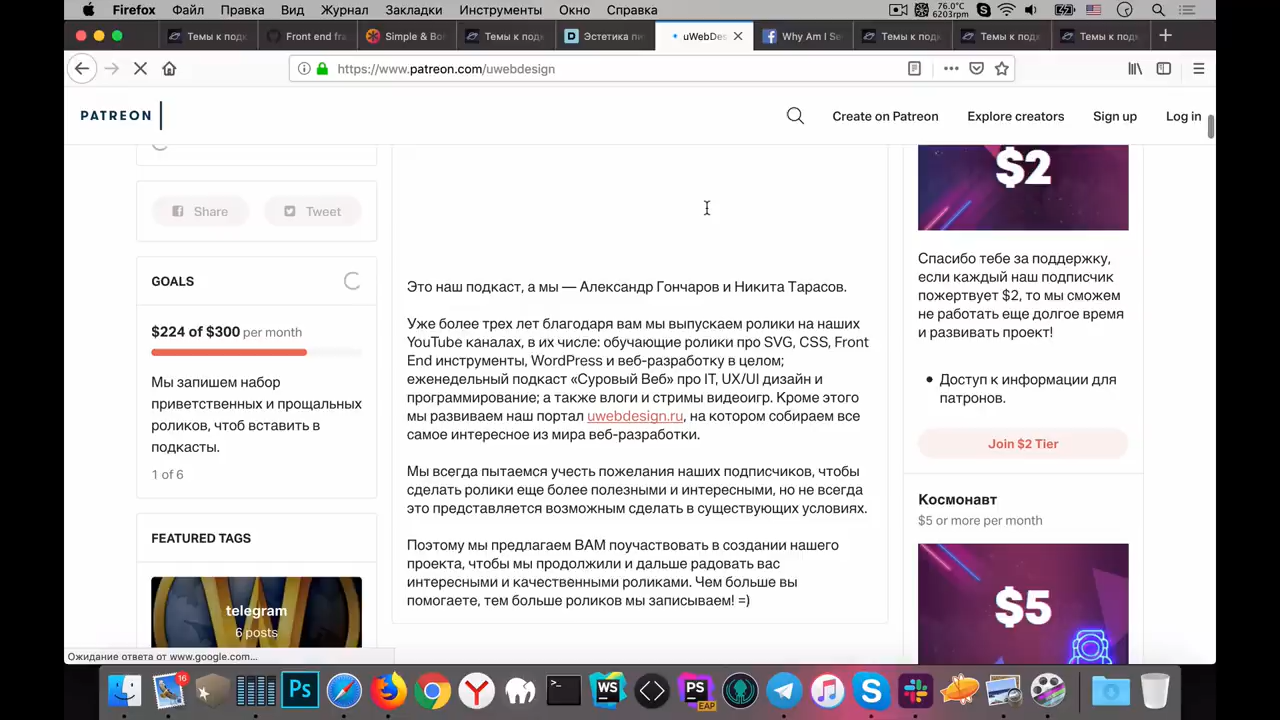 Firefox Файл Правка Вид Журнал Закладки Инструменты Окно Справка 76.0°C 6203rpm
Темы к подк Front end fra Simple & Bo Темы к подк Эстетика пи uWebDes Why Am I Se Темы к подк Темы к подк Темы к подк
https://www.patreon.com/uwebdesign
PATREON Create on Patreon Explore creators Sign up Log in
Share Tweet
GOALS
$224 of $300 per month
Мы запишем набор
приветственных и прощальных
роликов, чтоб вставить в
подкасты.
1 of 6
FEATURED TAGS
telegram
6 posts
Это наш подкаст, а мы — Александр Гончаров и Никита Тарасов.
Уже более трех лет благодаря вам мы выпускаем ролики на наших
YouTube каналах, в их числе: обучающие ролики про SVG, CSS, Front
End инструменты, WordPress и веб-разработку в целом;
еженедельный подкаст «Суровый Веб» про IT, UX/UI дизайн и
программирование; а также влоги и стримы видеоигр. Кроме этого
мы развиваем наш портал uwebdesign.ru, на котором собираем все
самое интересное из мира веб-разработки.
Мы всегда пытаемся учесть пожелания наших подписчиков, чтобы
сделать ролики еще более полезными и интересными, но не всегда
это представляется возможным сделать в существующих условиях.
Поэтому мы предлагаем ВАМ поучаствовать в создании нашего
проекта, чтобы мы продолжили и дальше радовать вас
интересными и качественными роликами. Чем больше вы
помогаете, тем больше роликов мы записываем! =)
$2
Спасибо тебе за поддержку,
если каждый наш подписчик
пожертвует $2, то мы сможем
не работать еще долгое время
и развивать проект!
Доступ к информации для
патронов.
Join $2 Tier
Космонавт
$5 or more per month
$5
Ожидание ответа от www.google.com...
16 Ps WS PS EAP